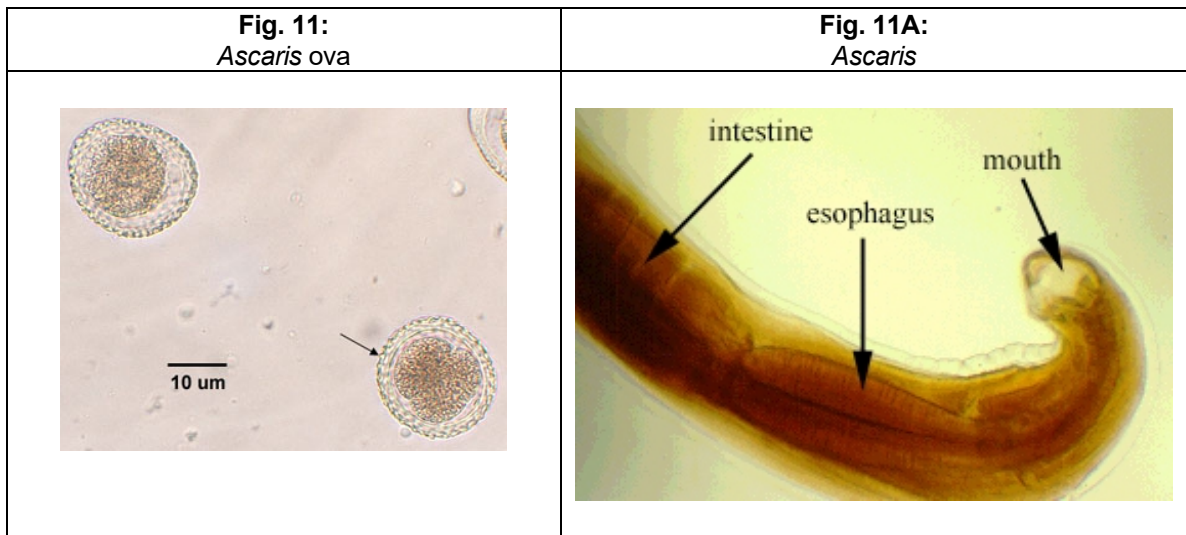 Fig. 11:
Ascaris ova
Fig. 11A:
Ascaris
10 um
intestine
esophagus
mouth